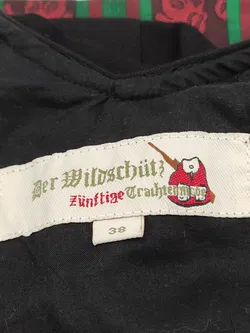 Der Wildschütz
Zünftige Trachtenmode
38